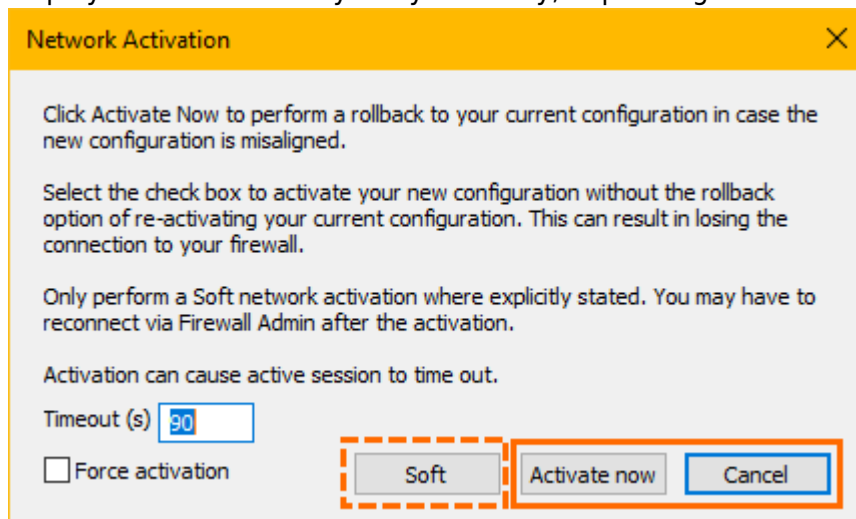 Network Activation
Click Activate Now to perform a rollback to your current configuration in case the
new configuration is misaligned.
Select the check box to activate your new configuration without the rollback
option of re-activating your current configuration. This can result in losing the
connection to your firewall.
Only perform a Soft network activation where explicitly stated. You may have to
reconnect via Firewall Admin after the activation.
Activation can cause active session to time out.
Timeout (s) 90
Force activation Soft Activate now Cancel